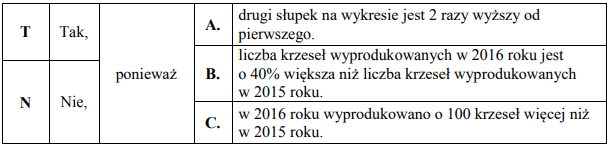 T Tak,
N Nie,
ponieważ
A. drugi słupek na wykresie jest 2 razy wyższy od
pierwszego.
B. liczba krzeseł wyprodukowanych w 2016 roku jest
o 40% większa niż liczba krzeseł wyprodukowanych
w 2015 roku.
C. w 2016 roku wyprodukowano o 100 krzeseł więcej niż
w 2015 roku.